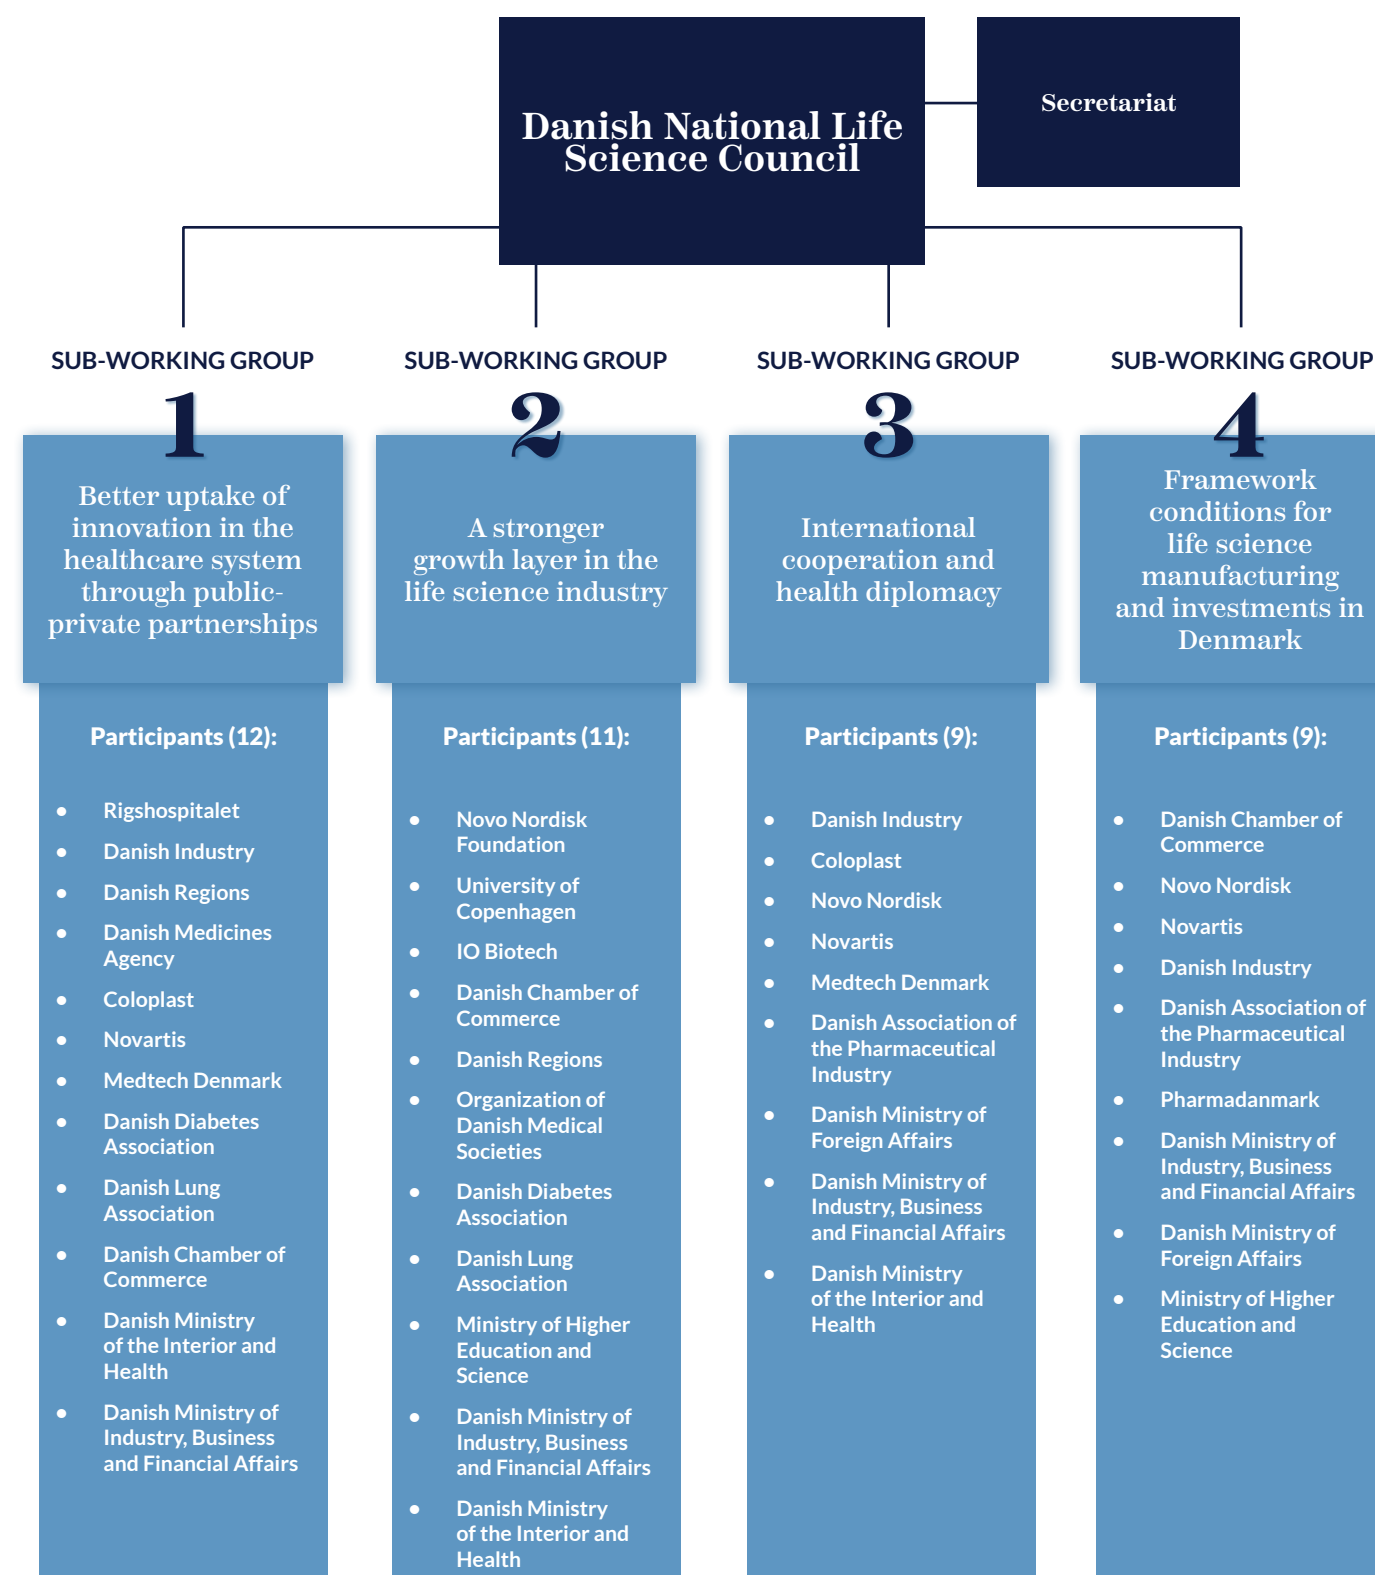 Danish National Life
Science Council
Secretariat
SUB-WORKING GROUP
1
Better uptake of
innovation in the
healthcare system
through public-
private partnerships
Participants (12):
● Rigshospitalet
● Danish Industry
● Danish Regions
● Danish Medicines
Agency
● Coloplast
● Novartis
● Medtech Denmark
● Danish Diabetes
Association
● Danish Lung
Association
● Danish Chamber of
Commerce
● Danish Ministry
of the Interior and
Health
● Danish Ministry of
Industry, Business
and Financial Affairs
SUB-WORKING GROUP
2
A stronger
growth layer in the
life science industry
Participants (11):
● Novo Nordisk
Foundation
● University of
Copenhagen
● IO Biotech
● Danish Chamber of
Commerce
● Danish Regions
● Organization of
Danish Medical
Societies
● Danish Diabetes
Association
● Danish Lung
Association
● Ministry of Higher
Education and
Science
● Danish Ministry of
Industry, Business
and Financial Affairs
● Danish Ministry
of the Interior and
Health
SUB-WORKING GROUP
3
International
cooperation and
health diplomacy
Participants (9):
● Danish Industry
● Coloplast
● Novo Nordisk
● Novartis
● Medtech Denmark
● Danish Association of
the Pharmaceutical
Industry
● Danish Ministry of
Foreign Affairs
● Danish Ministry of
Industry, Business
and Financial Affairs
● Danish Ministry
of the Interior and
Health
SUB-WORKING GROUP
4
Framework
conditions for
life science
manufacturing
and investments in
Denmark
Participants (9):
● Danish Chamber of
Commerce
● Novo Nordisk
● Novartis
● Danish Industry
● Danish Association of
the Pharmaceutical
Industry
● Pharmadanmark
● Danish Ministry of
Industry, Business
and Financial Affairs
● Danish Ministry of
Foreign Affairs
● Ministry of Higher
Education and
Science